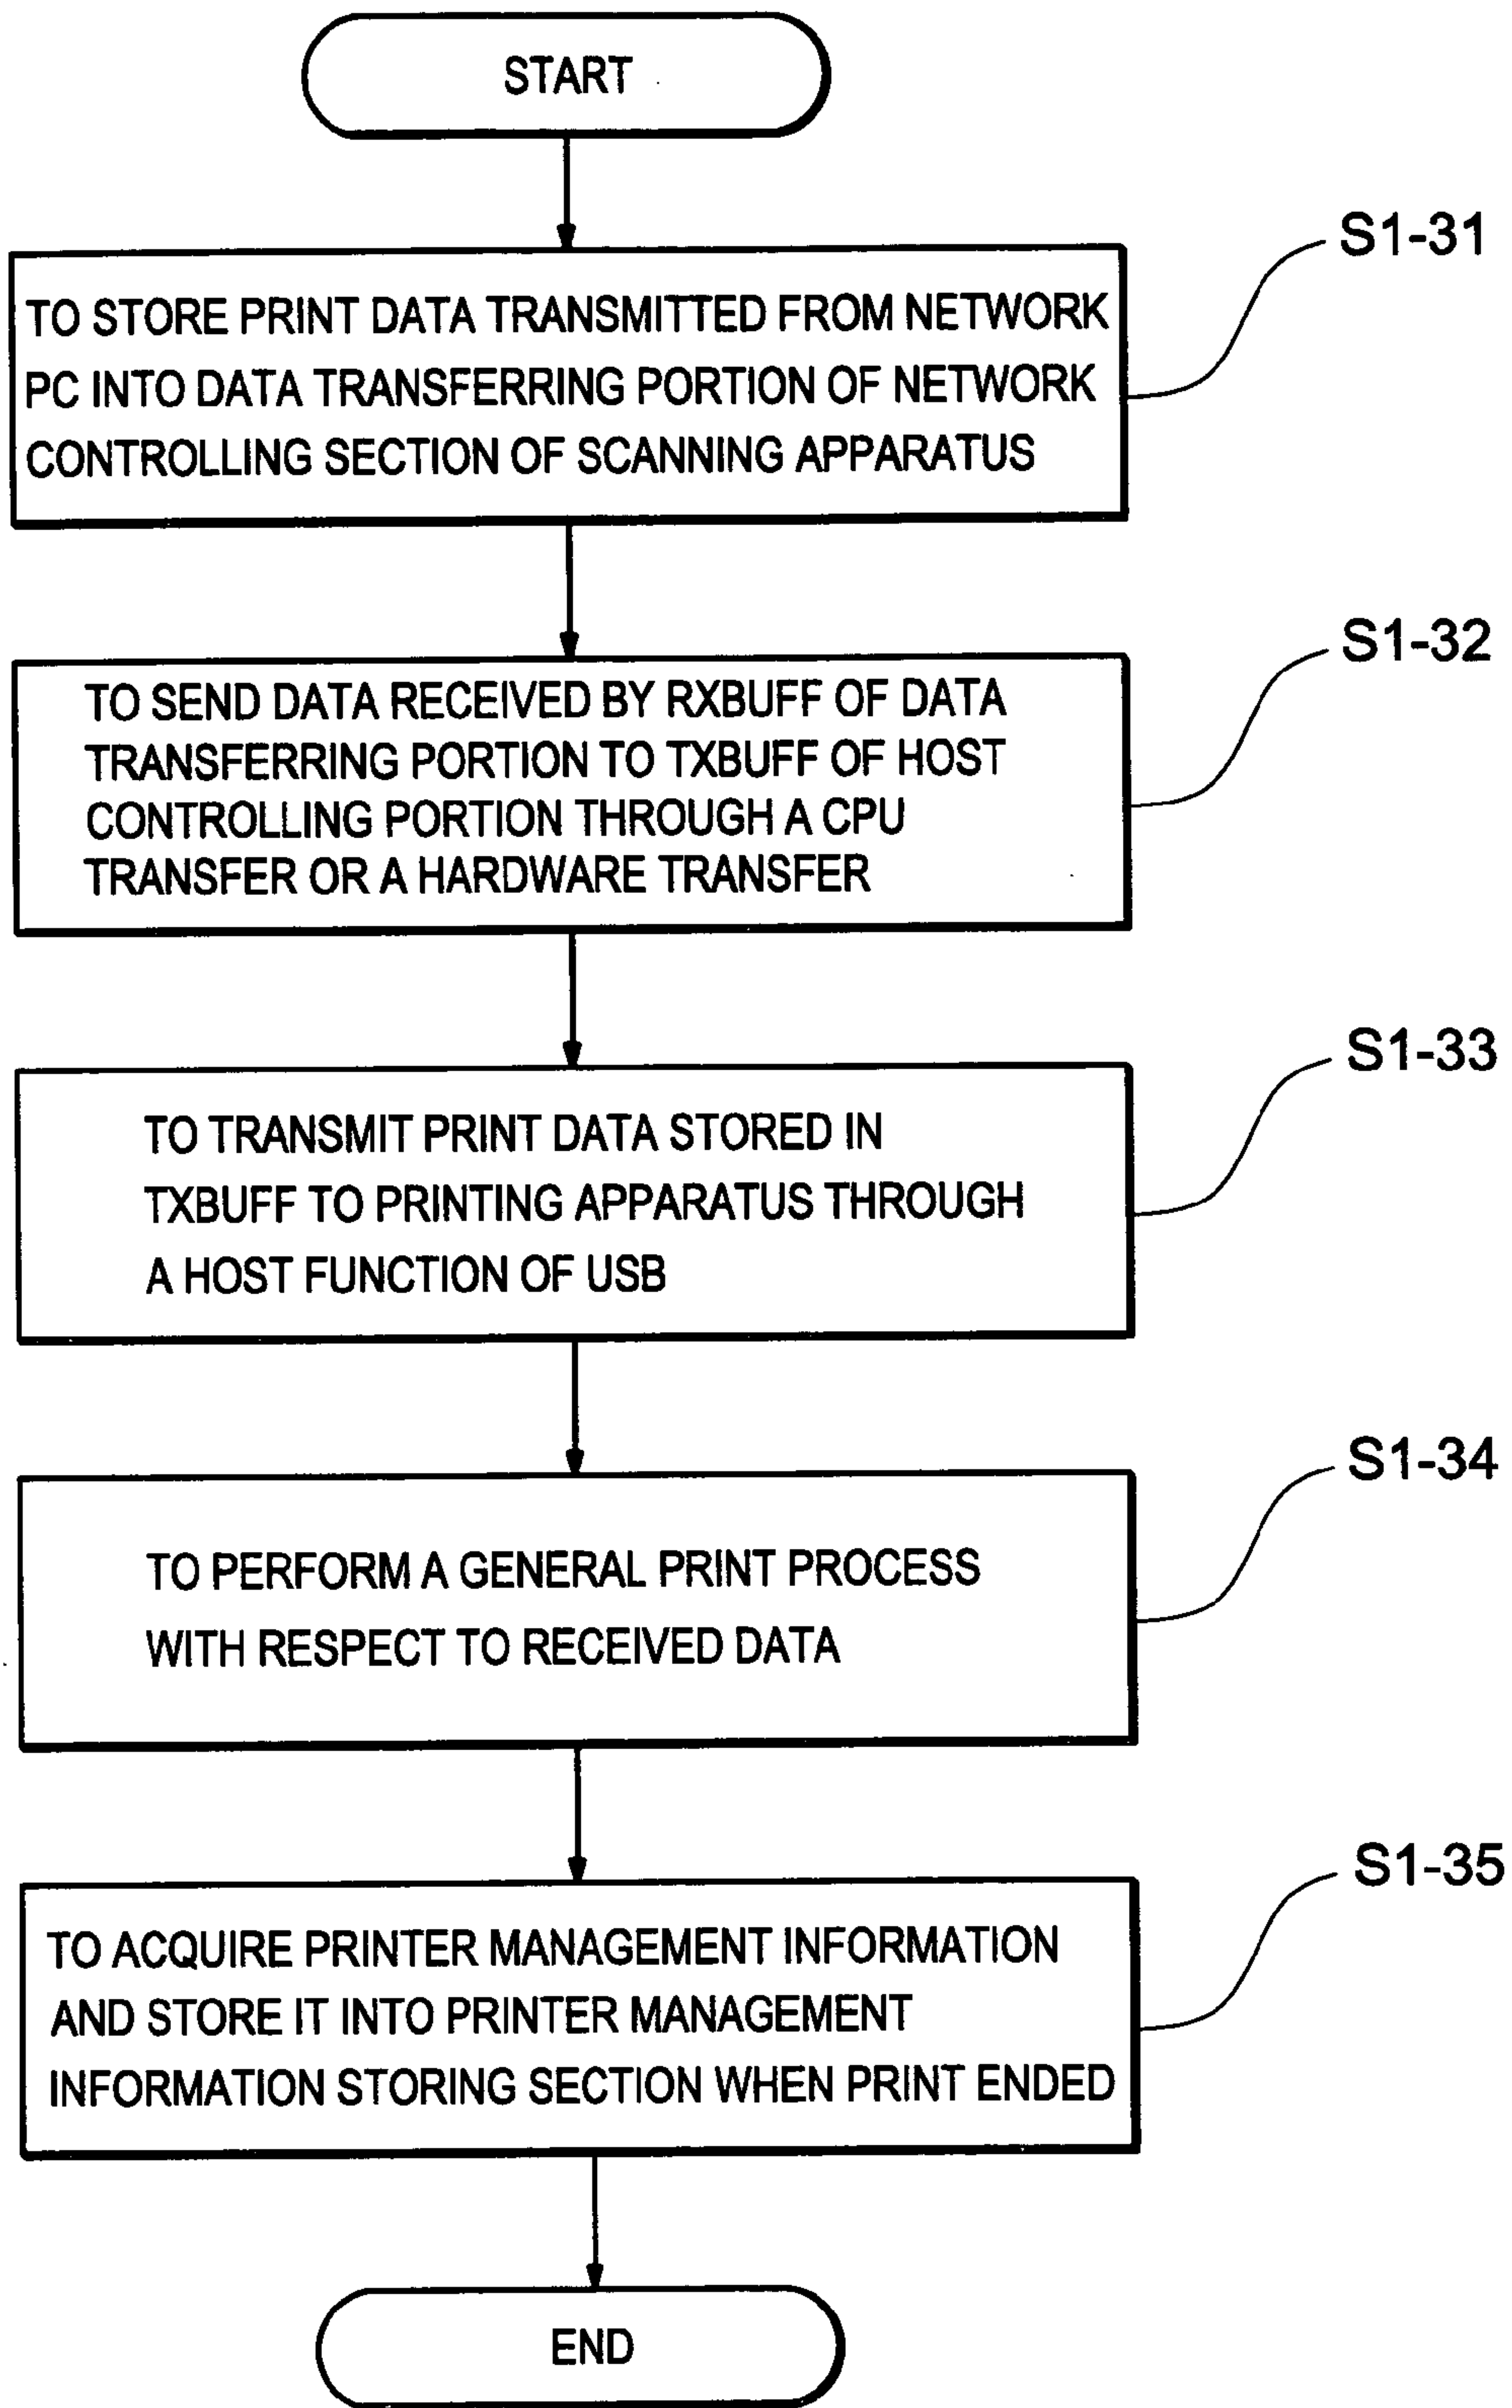 START
S1-31
TO STORE PRINT DATA TRANSMITTED FROM NETWORK
PC INTO DATA TRANSFERRING PORTION OF NETWORK
CONTROLLING SECTION OF SCANNING APPARATUS
S1-32
TO SEND DATA RECEIVED BY RXBUFF OF DATA
TRANSFERRING PORTION TO TXBUFF OF HOST
CONTROLLING PORTION THROUGH A CPU
TRANSFER OR A HARDWARE TRANSFER
S1-33
TO TRANSMIT PRINT DATA STORED IN
TXBUFF TO PRINTING APPARATUS THROUGH
A HOST FUNCTION OF USB
S1-34
TO PERFORM A GENERAL PRINT PROCESS
WITH RESPECT TO RECEIVED DATA
S1-35
TO ACQUIRE PRINTER MANAGEMENT INFORMATION
AND STORE IT INTO PRINTER MANAGEMENT
INFORMATION STORING SECTION WHEN PRINT ENDED
END